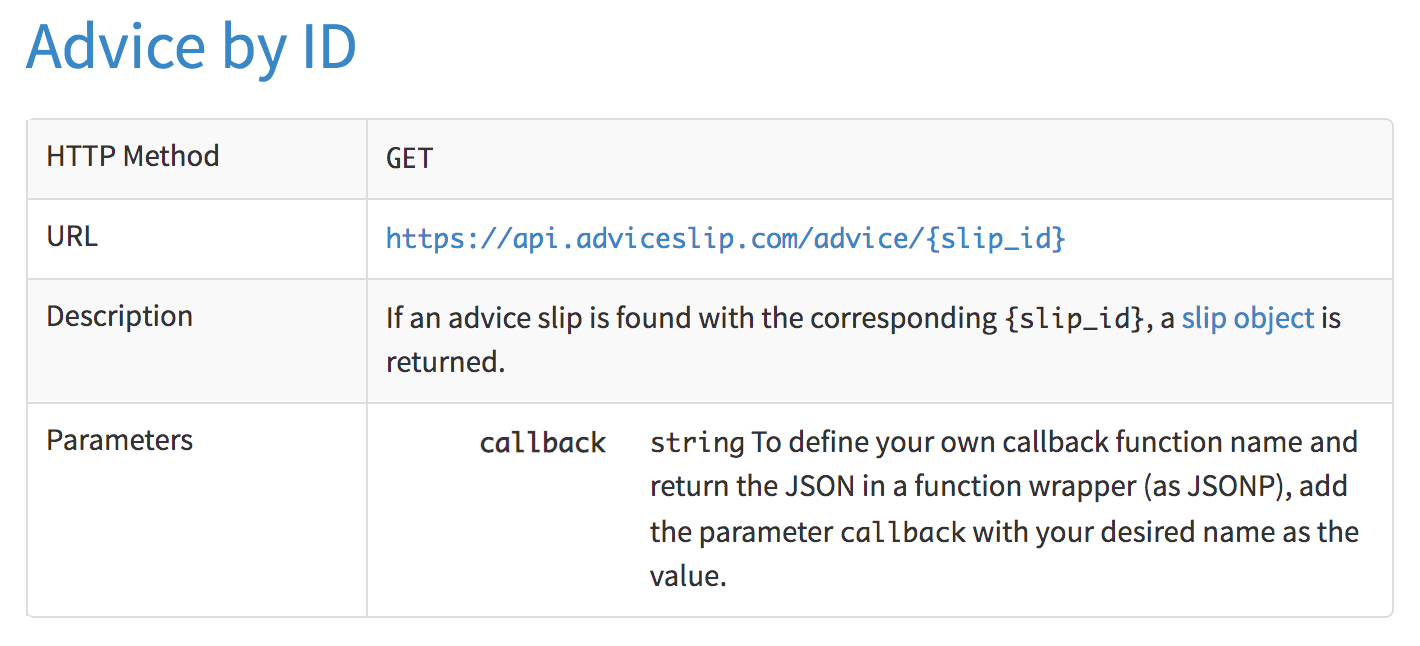 Advice by ID
HTTP Method GET
URL https://api.adviceslip.com/advice/{slip_id}
Description If an advice slip is found with the corresponding {slip_id}, a slip object is
returned.
Parameters callback string To define your own callback function name and
return the JSON in a function wrapper (as JSONP), add
the parameter callback with your desired name as the
value.